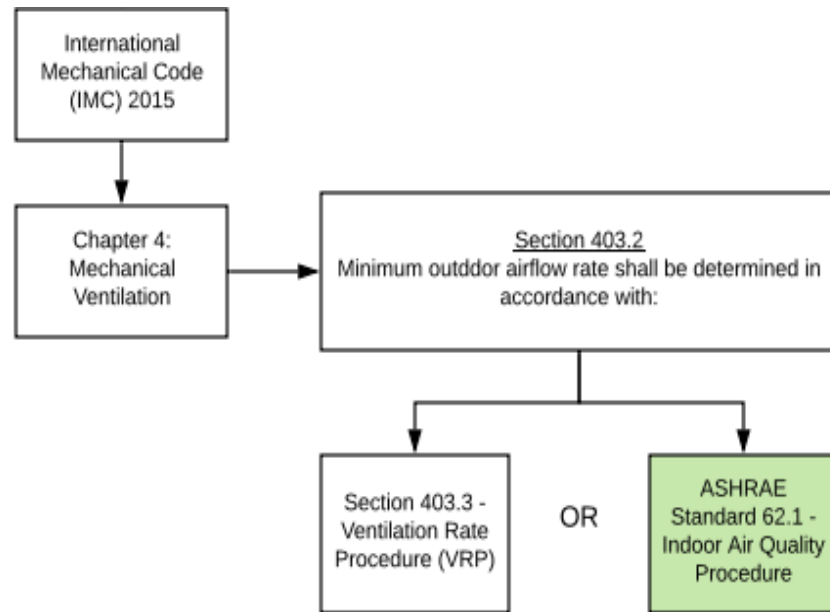 International
Mechanical Code
(IMC) 2015
Chapter 4:
Mechanical
Ventilation
Section 403.2
Minimum outddor airflow rate shall be determined in
accordance with:
Section 403.3 -
Ventilation Rate
Procedure (VRP)
OR
ASHRAE
Standard 62.1 -
Indoor Air Quality
Procedure